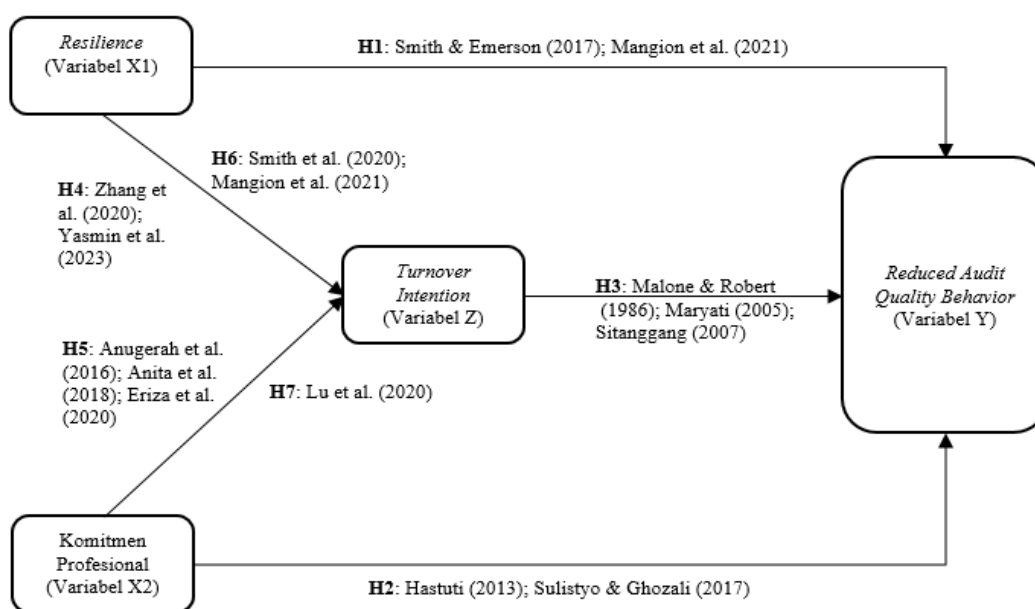 Resilience
(Variabel X1)
H1: Smith & Emerson (2017); Mangion et al. (2021)
H6: Smith et al. (2020);
Mangion et al. (2021)
H4: Zhang et
al. (2020);
Yasmin et al.
(2023)
Turnover
Intention
(Variabel Z)
H3: Malone & Robert
(1986); Maryati (2005);
Sitanggang (2007)
Reduced Audit
Quality Behavior
(Variabel Y)
H5: Anugerah et al.
(2016); Anita et al.
(2018); Eriza et al.
(2020)
H7: Lu et al. (2020)
Komitmen
Profesional
(Variabel X2)
H2: Hastuti (2013); Sulistyo & Ghozali (2017)